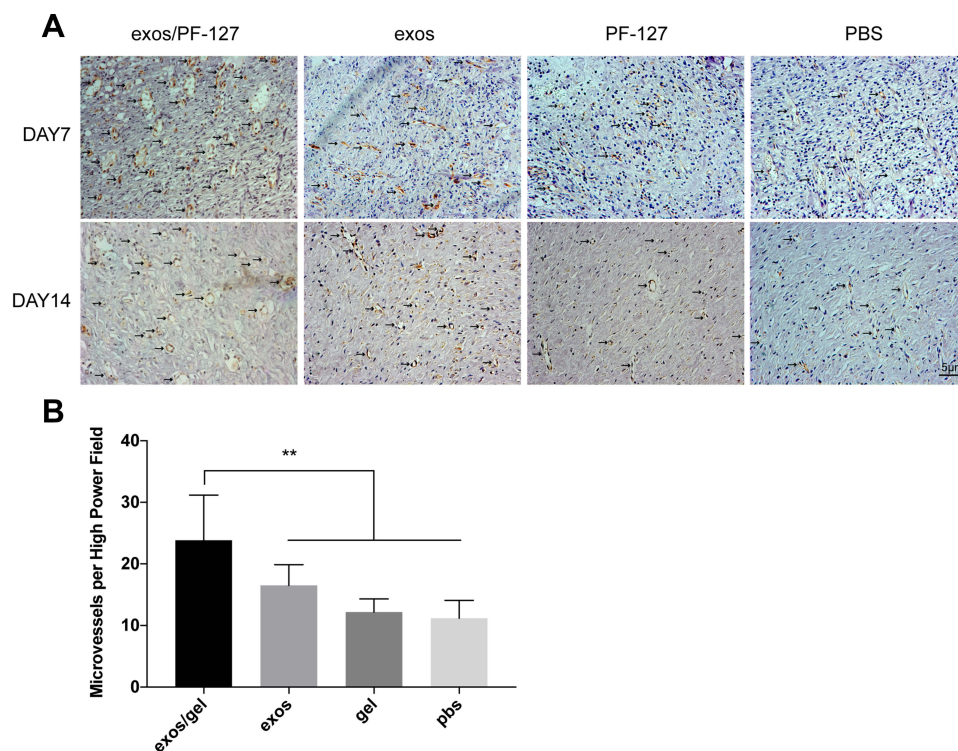 A
exos/PF-127 exos PF-127 PBS
DAY7
DAY14
5μm
B
Microvessels per High Power Field
40
30
20
10
0
**
exos/gel exos gel pbs